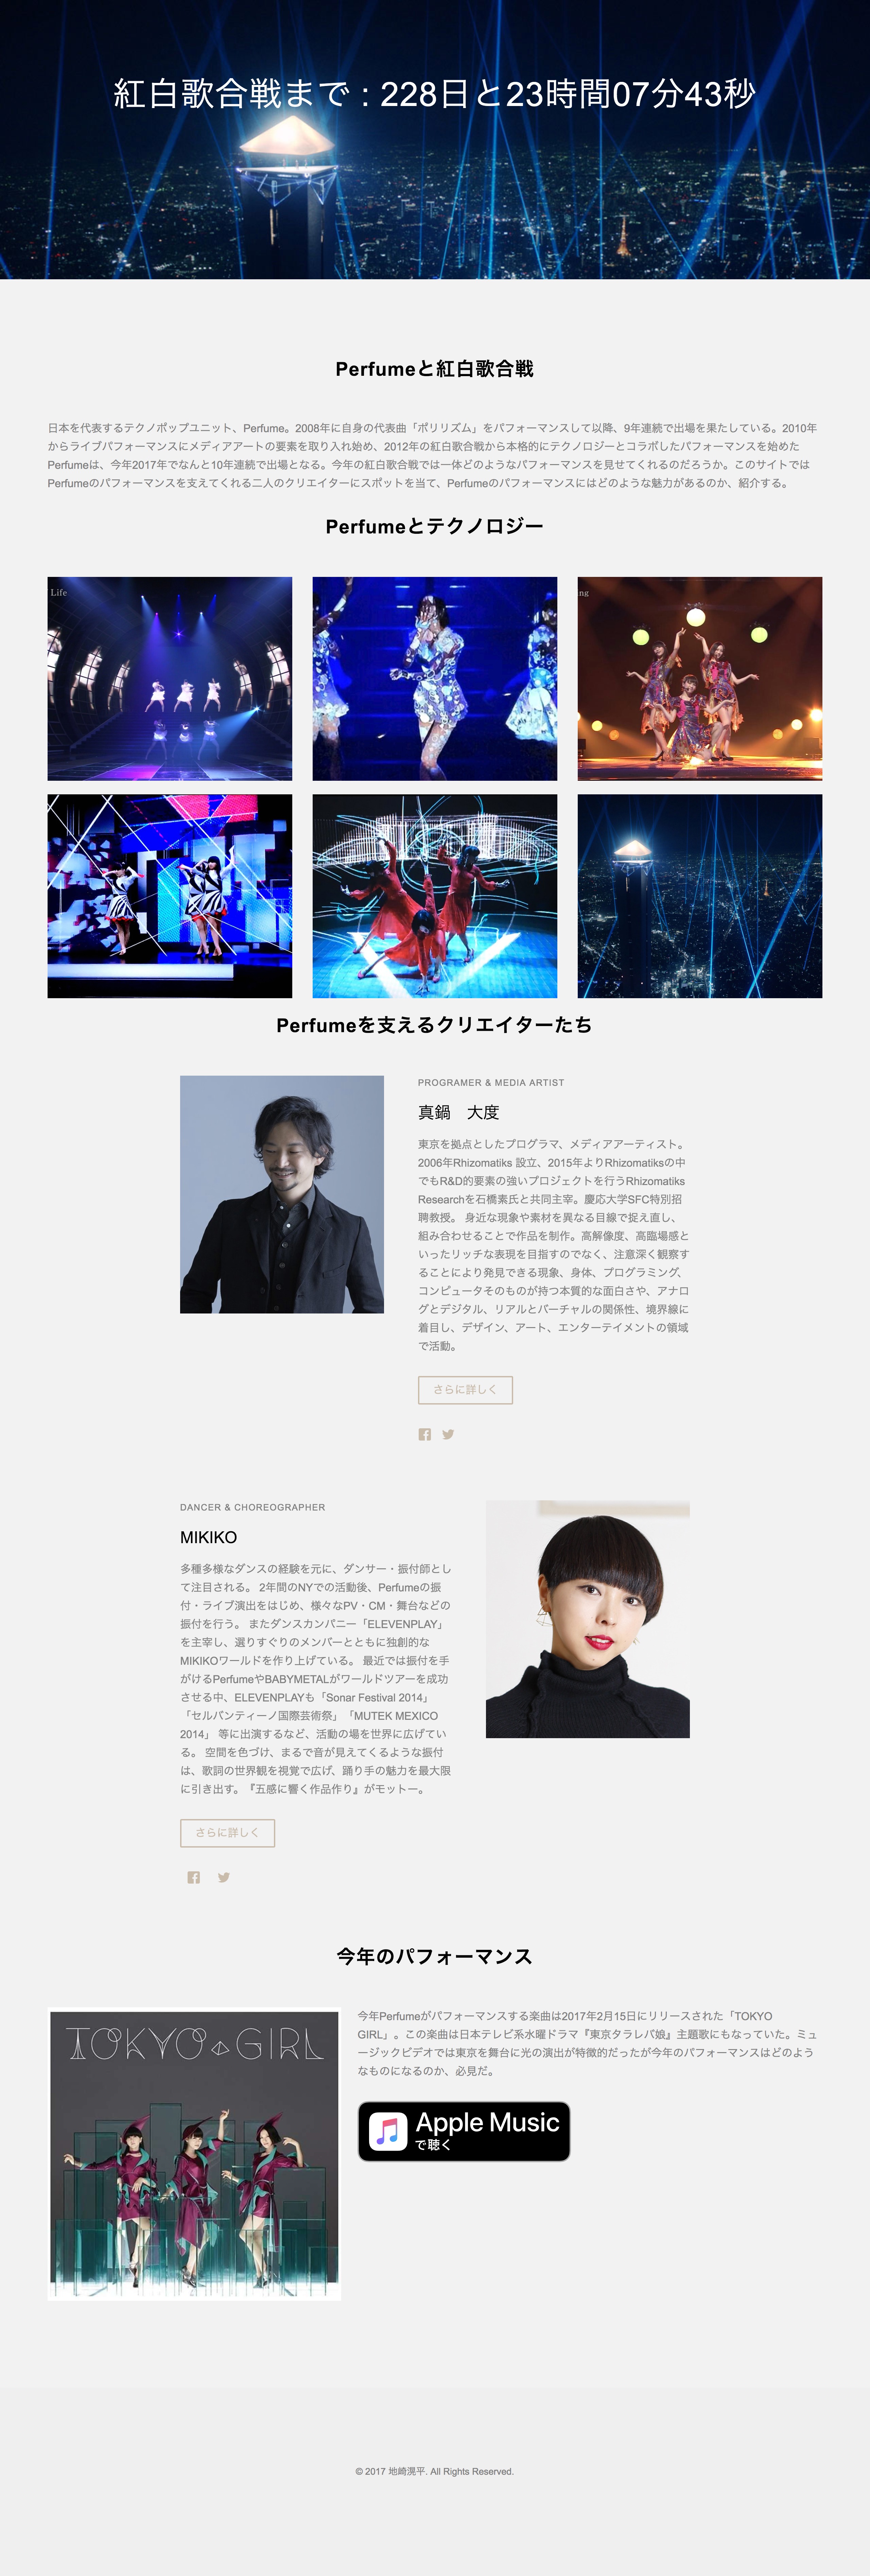 紅白歌合戦まで : 228日と23時間07分43秒
Perfumeと紅白歌合戦
日本を代表するテクノポップユニット、Perfume。2008年に自身の代表曲「ポリリズム」をパフォーマンスして以降、9年連続で出場を果たしている。2010年
からライブパフォーマンスにメディアアートの要素を取り入れ始め、2012年の紅白歌合戦から本格的にテクノロジーとコラボしたパフォーマンスを始めた
Perfumeは、今年2017年でなんと10年連続で出場となる。今年の紅白歌合戦では一体どのようなパフォーマンスを見せてくれるのだろうか。このサイトでは
Perfumeのパフォーマンスを支えてくれる二人のクリエイターにスポットを当て、Perfumeのパフォーマンスにはどのような魅力があるのか、紹介する。
Perfumeとテクノロジー
Life
ng
Perfumeを支えるクリエイターたち
PROGRAMER & MEDIA ARTIST
真鍋　大度
東京を拠点としたプログラマ、メディアアーティスト。
2006年Rhizomatiks 設立、2015年よりRhizomatiksの中
でもR&D的要素の強いプロジェクトを行うRhizomatiks
Researchを石橋素氏と共同主宰。慶応大学SFC特別招
聘教授。 身近な現象や素材を異なる目線で捉え直し、
組み合わせることで作品を制作。高解像度、高臨場感と
いったリッチな表現を目指すのでなく、注意深く観察す
ることにより発見できる現象、身体、プログラミング、
コンピュータそのものが持つ本質的な面白さや、アナロ
グとデジタル、リアルとバーチャルの関係性、境界線に
着目し、デザイン、アート、エンターテイメントの領域
で活動。
さらに詳しく
DANCER & CHOREOGRAPHER
MIKIKO
多種多様なダンスの経験を元に、ダンサー・振付師とし
て注目される。 2年間のNYでの活動後、Perfumeの振
付・ライブ演出をはじめ、様々なPV・CM・舞台などの
振付を行う。 またダンスカンパニー「ELEVENPLAY」
を主宰し、選りすぐりのメンバーとともに独創的な
MIKIKOワールドを作り上げている。 最近では振付を手
がけるPerfumeやBABYMETALがワールドツアーを成功
させる中、ELEVENPLAYも「Sonar Festival 2014」
「セルバンティーノ国際芸術祭」「MUTEK MEXICO
2014」 等に出演するなど、活動の場を世界に広げてい
る。 空間を色づけ、まるで音が見えてくるような振付
は、歌詞の世界観を視覚で広げ、踊り手の魅力を最大限
に引き出す。『五感に響く作品作り』がモットー。
さらに詳しく
今年のパフォーマンス
TOKYO GIRL
今年Perfumeがパフォーマンスする楽曲は2017年2月15日にリリースされた「TOKYO
GIRL」。この楽曲は日本テレビ系水曜ドラマ『東京タラレバ娘』主題歌にもなっていた。ミュ
ージックビデオでは東京を舞台に光の演出が特徴的だったが今年のパフォーマンスはどのよう
なものになるのか、必見だ。
Apple Music
で聴く
© 2017 地崎滉平. All Rights Reserved.